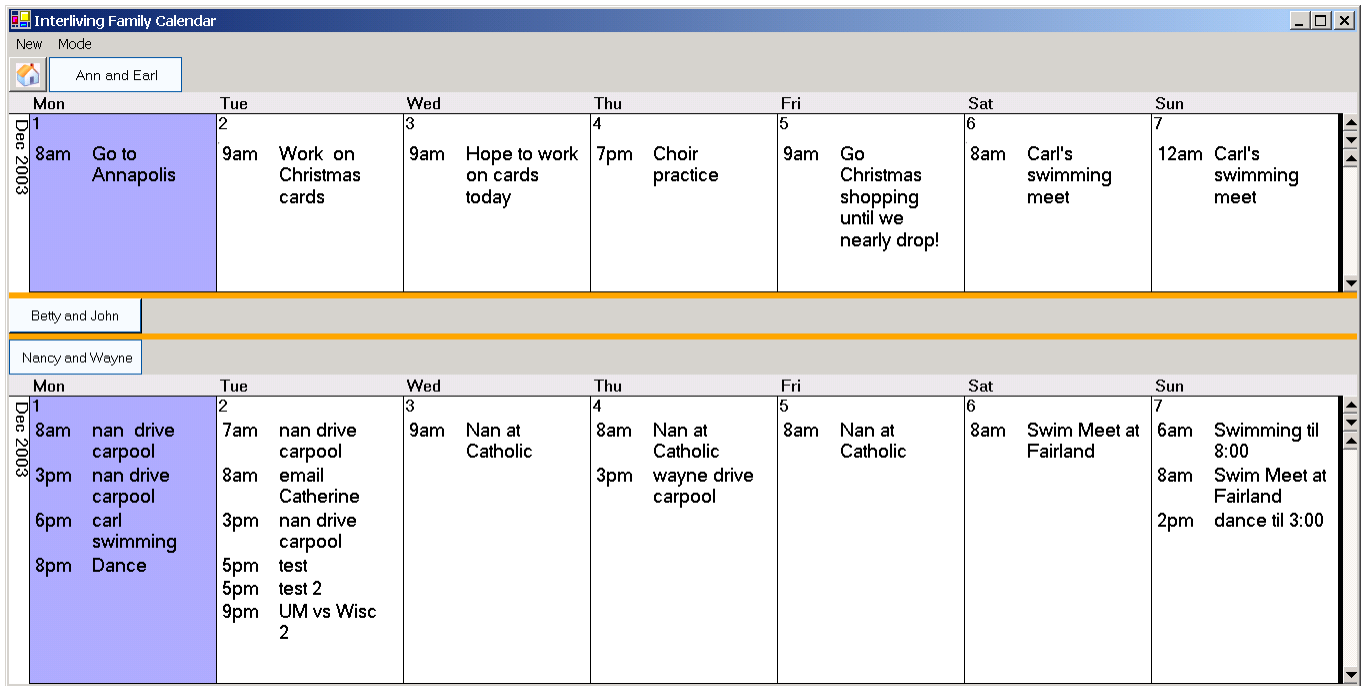 Interliving Family Calendar
New Mode
Ann and Earl
Mon Tue Wed Thu Fri Sat Sun
Dec 2003
1
8am Go to
Annapolis
2
9am Work on
Christmas
cards
3
9am Hope to work
on cards
today
4
7pm Choir
practice
5
9am Go
Christmas
shopping
until we
nearly drop!
6
8am Carl's
swimming
meet
7
12am Carl's
swimming
meet
Betty and John
Nancy and Wayne
Mon Tue Wed Thu Fri Sat Sun
Dec 2003
1
8am nan drive
carpool
3pm nan drive
carpool
6pm carl
swimming
8pm Dance
2
7am nan drive
carpool
8am email
Catherine
3pm nan drive
carpool
5pm test
5pm test 2
9pm UM vs Wisc
2
3
9am Nan at
Catholic
4
8am Nan at
Catholic
3pm wayne drive
carpool
5
8am Nan at
Catholic
6
8am Swim Meet at
Fairland
7
6am Swimming til
8:00
8am Swim Meet at
Fairland
2pm dance til 3:00